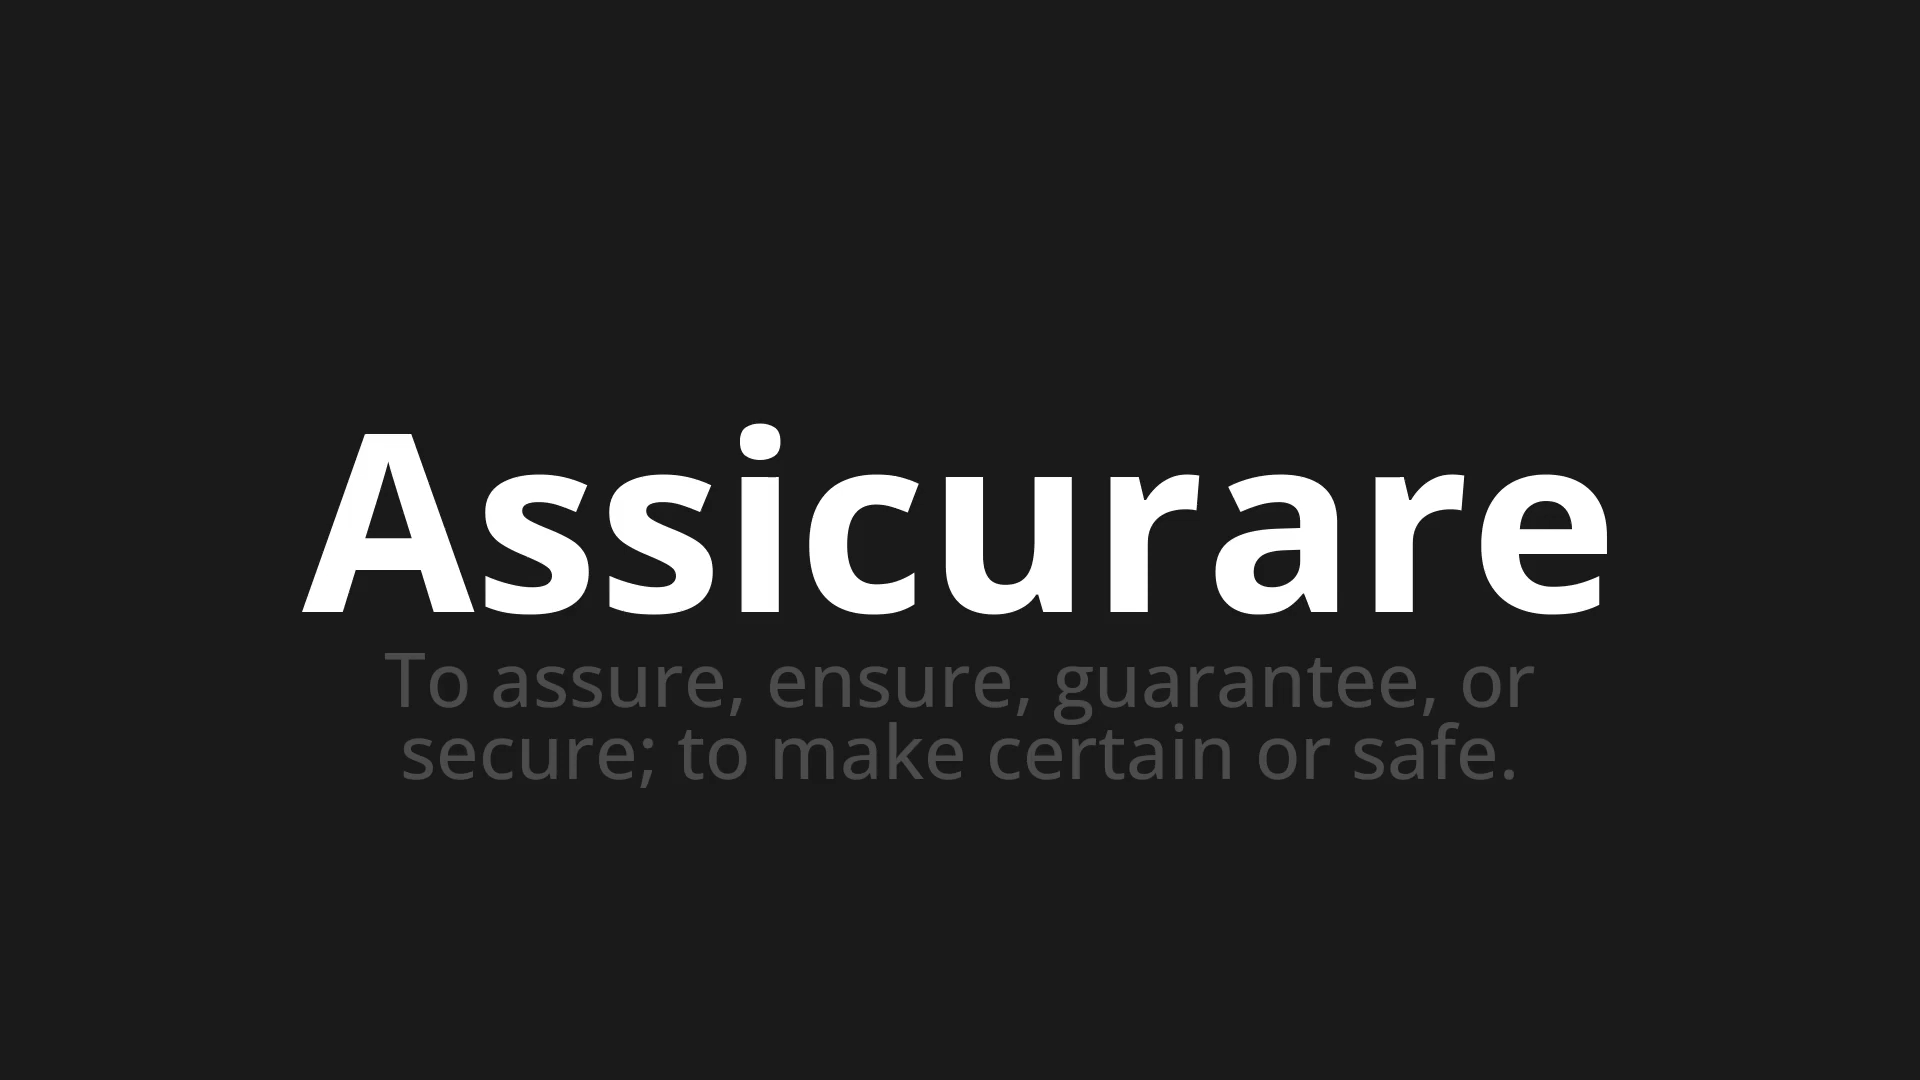 Assicurare
To assure, ensure, guarantee, or
secure; to make certain or safe.